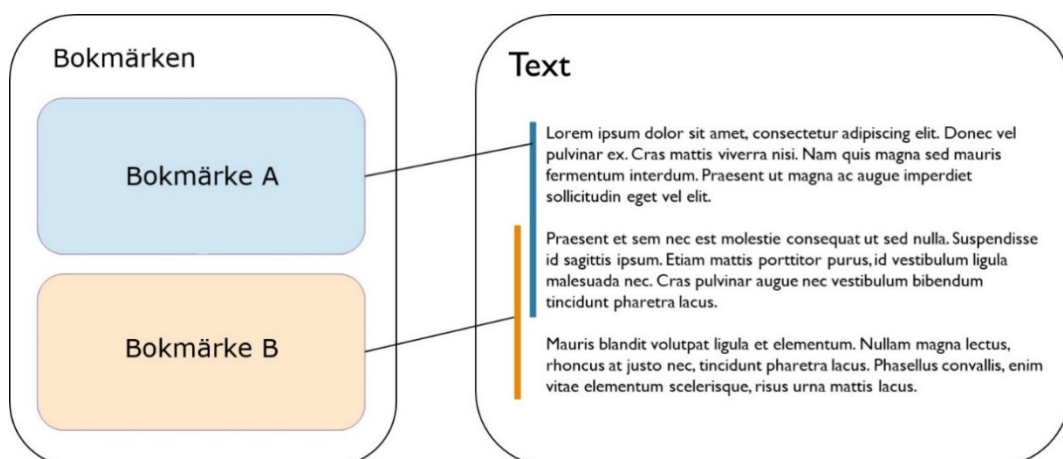 Bokmärken
Bokmärke A
Bokmärke B
Text
Lorem ipsum dolor sit amet, consectetur adipiscing elit. Donec vel
pulvinar ex. Cras mattis viverra nisi. Nam quis magna sed mauris
fermentum interdum. Praesent ut magna ac augue imperdiet
sollicitudin eget vel elit.
Praesent et sem nec est molestie consequat ut sed nulla. Suspendisse
id sagittis ipsum. Etiam mattis porttitor purus, id vestibulum ligula
malesuada nec. Cras pulvinar augue nec vestibulum bibendum
tincidunt pharetra lacus.
Mauris blandit volutpat ligula et elementum. Nullam magna lectus,
rhoncus at justo nec, tincidunt pharetra lacus. Phasellus convallis, enim
vitae elementum scelerisque, risus urna mattis lacus.